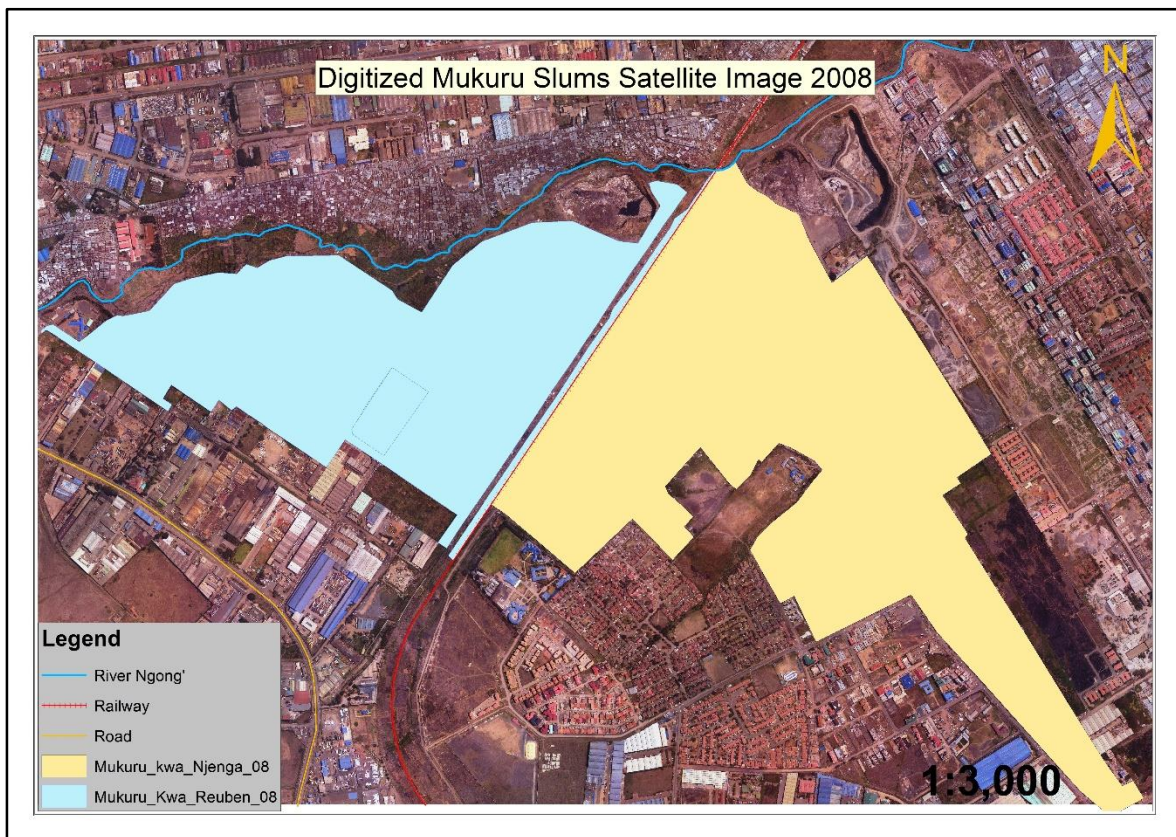 Digitized Mukuru Slums Satellite Image 2008
N
Legend
River Ngong'
Railway
Road
Mukuru_kwa_Njenga_08
Mukuru_Kwa_Reuben_08
1:3,000